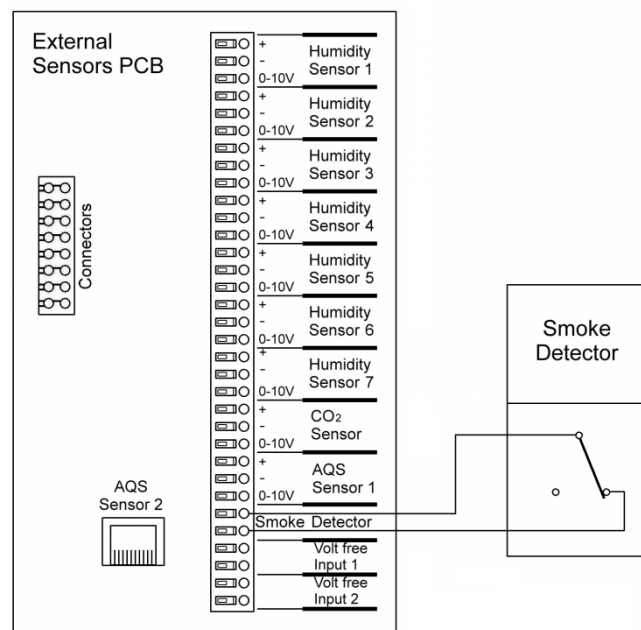 External
Sensors PCB
+
-
0-10V
Humidity
Sensor 1
+
-
0-10V
Humidity
Sensor 2
+
-
0-10V
Humidity
Sensor 3
+
-
0-10V
Humidity
Sensor 4
+
-
0-10V
Humidity
Sensor 5
+
-
0-10V
Humidity
Sensor 6
+
-
0-10V
Humidity
Sensor 7
+
-
0-10V
CO₂
Sensor
+
-
0-10V
AQS
Sensor 1
Smoke Detector
Volt free
Input 1
Volt free
Input 2
Connectors
AQS
Sensor 2
Smoke
Detector